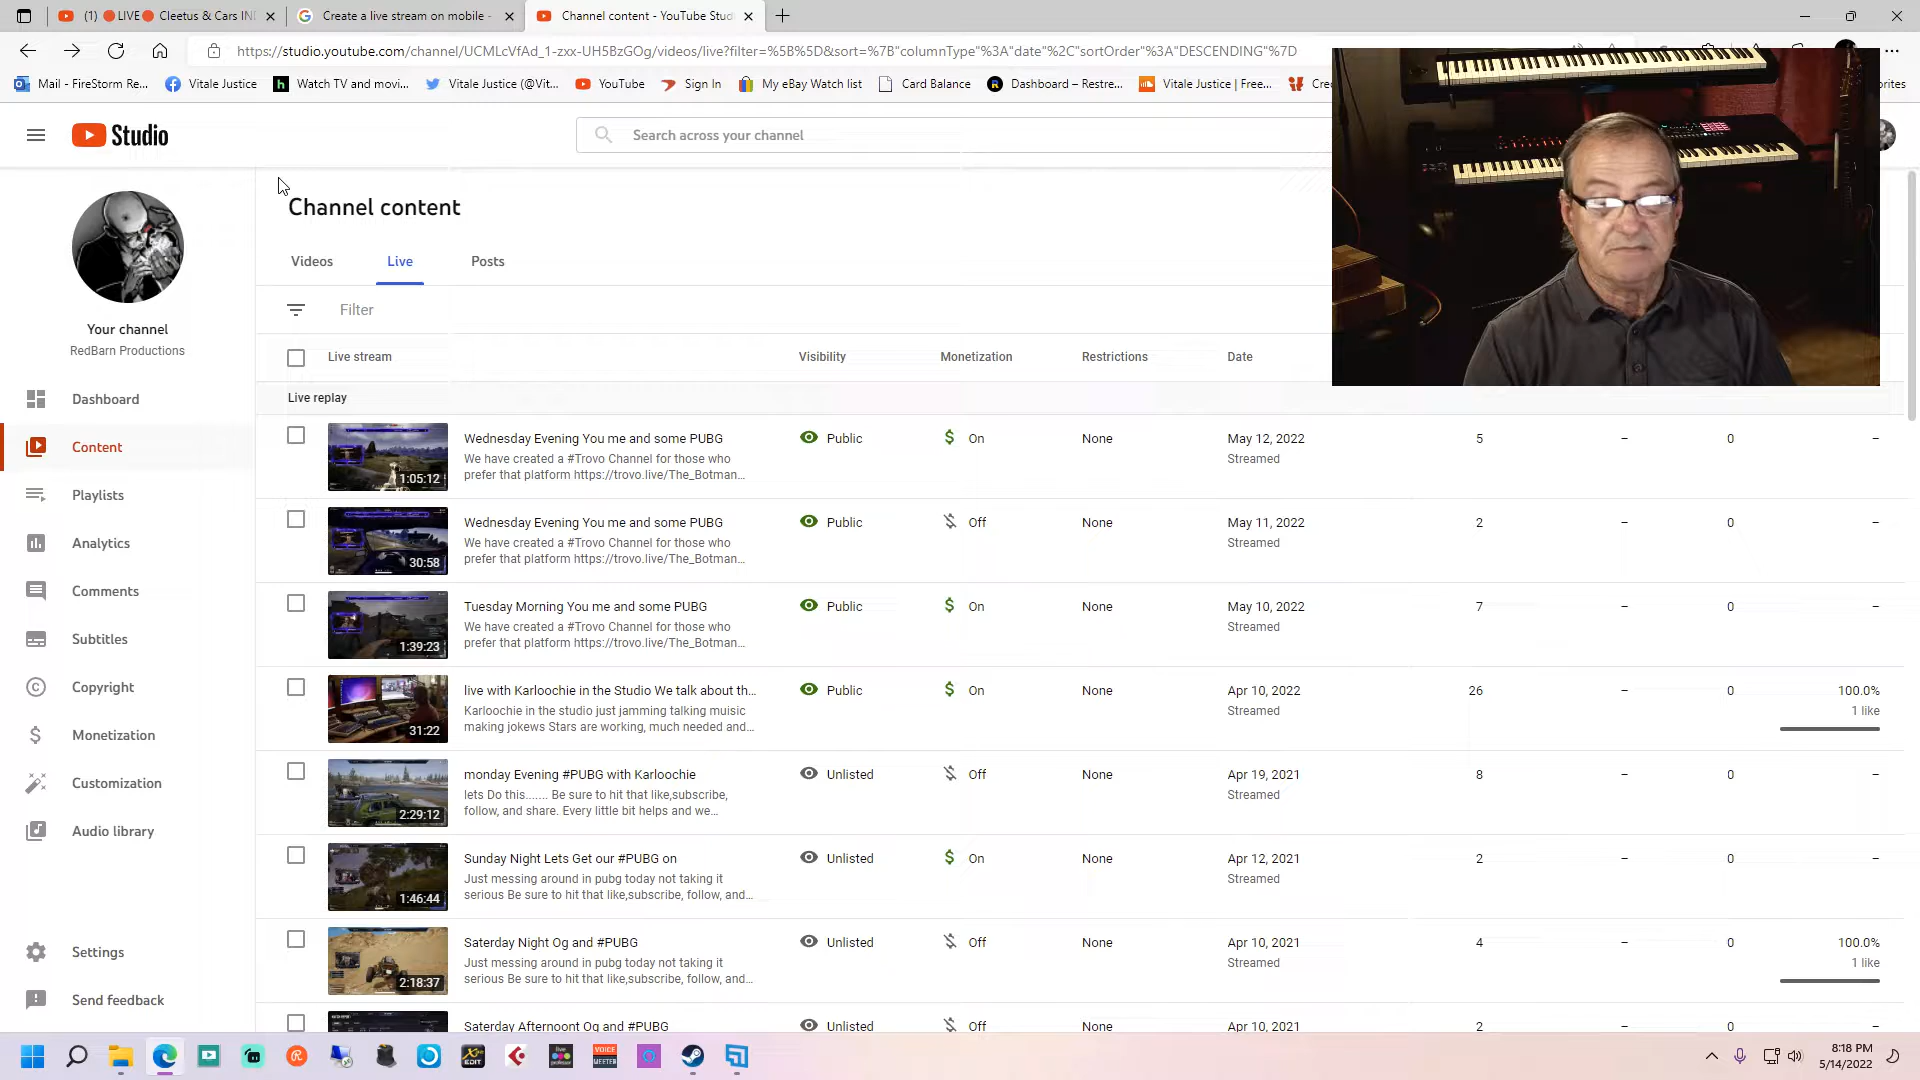 (1) 🔴LIVE🔴 Cleetus & Cars IN
Create a live stream on mobile -
Channel content - YouTube Stud
https://studio.youtube.com/channel/UCMLcVfAd_1-zxx-UH5BzGOg/videos/live?filter=%5B%5D&sort=%7B"columnType"%3A"date"%2C"sortOrder"%3A"DESCENDING"%7D
Mail - FireStorm Re...
Vitale Justice
Watch TV and movi...
Vitale Justice (@Vit...
YouTube
Sign In
My eBay Watch list
Card Balance
Dashboard – Restre...
Vitale Justice | Free...
Studio
Search across your channel
Channel content
Videos
Live
Posts
Filter
Your channel
RedBarn Productions
Dashboard
Content
Playlists
Analytics
Comments
Subtitles
Copyright
Monetization
Customization
Audio library
Settings
Send feedback
Live stream Visibility Monetization Restrictions Date
Live replay
Wednesday Evening You me and some PUBG Public On None May 12, 2022 5 – 0 –
We have created a #Trovo Channel for those who Streamed
prefer that platform https://trovo.live/The_Botman...
1:05:12
Wednesday Evening You me and some PUBG Public Off None May 11, 2022 2 – 0 –
We have created a #Trovo Channel for those who Streamed
prefer that platform https://trovo.live/The_Botman...
30:58
Tuesday Morning You me and some PUBG Public On None May 10, 2022 7 – 0 –
We have created a #Trovo Channel for those who Streamed
prefer that platform https://trovo.live/The_Botman...
1:39:23
live with Karloochie in the Studio We talk about th... Public On None Apr 10, 2022 26 – 0 100.0%
Karloochie in the studio just jamming talking muisic Streamed 1 like
making jokews Stars are working, much needed and...
31:22
monday Evening #PUBG with Karloochie Unlisted Off None Apr 19, 2021 8 – 0 –
lets Do this....... Be sure to hit that like,subscribe, Streamed
follow, and share. Every little bit helps and we...
2:29:12
Sunday Night Lets Get our #PUBG on Unlisted On None Apr 12, 2021 2 – 0 –
Just messing around in pubg today not taking it Streamed
serious Be sure to hit that like,subscribe, follow, and...
1:46:44
Saterday Night Og and #PUBG Unlisted Off None Apr 10, 2021 4 – 0 100.0%
Just messing around in pubg today not taking it Streamed 1 like
serious Be sure to hit that like,subscribe, follow, and...
2:18:37
Saterday Afternoont Og and #PUBG Unlisted Off None Apr 10, 2021 2 – 0 –
EDIT
VOICE
MEETER
8:18 PM
5/14/2022